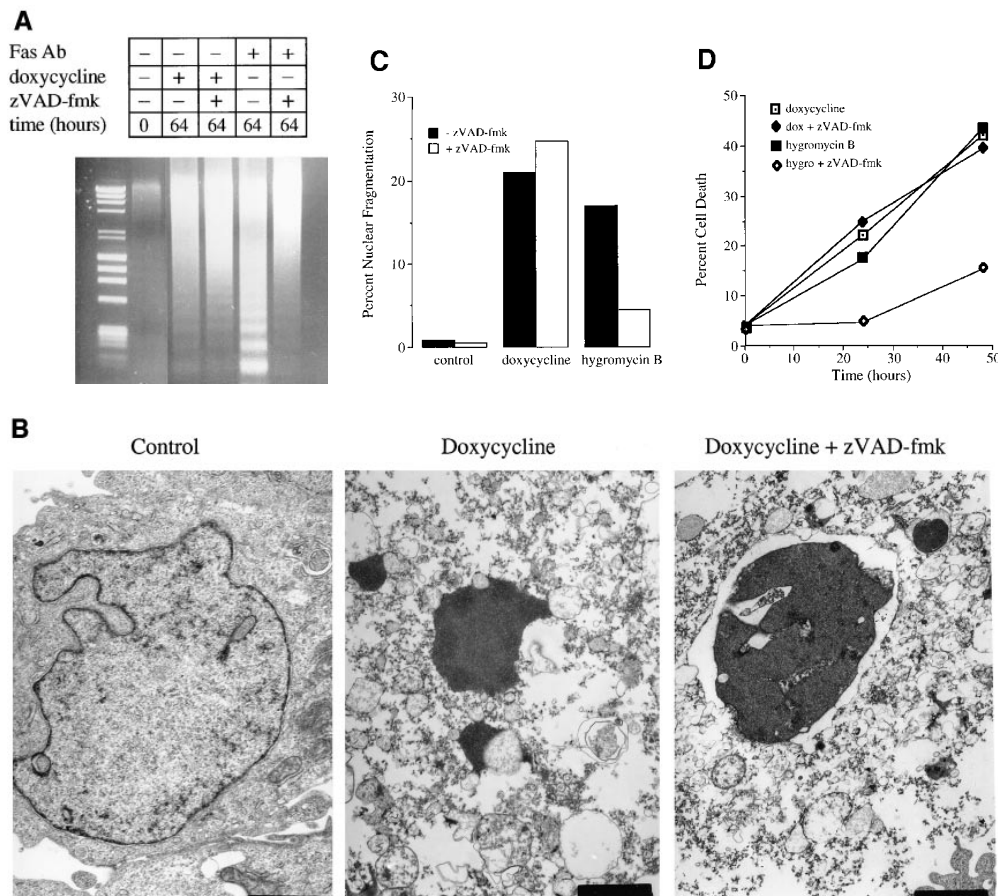 A
Fas Ab – – – + +
doxycycline – + + – –
zVAD-fmk – – + – +
time (hours) 0 64 64 64 64
C
Percent Nuclear Fragmentation
30
20
10
0
- zVAD-fmk
+ zVAD-fmk
control doxycycline hygromycin B
D
Percent Cell Death
50
40
30
20
10
0
doxycycline
dox + zVAD-fmk
hygromycin B
hygro + zVAD-fmk
0 10 20 30 40 50
Time (hours)
B
Control Doxycycline Doxycycline + zVAD-fmk